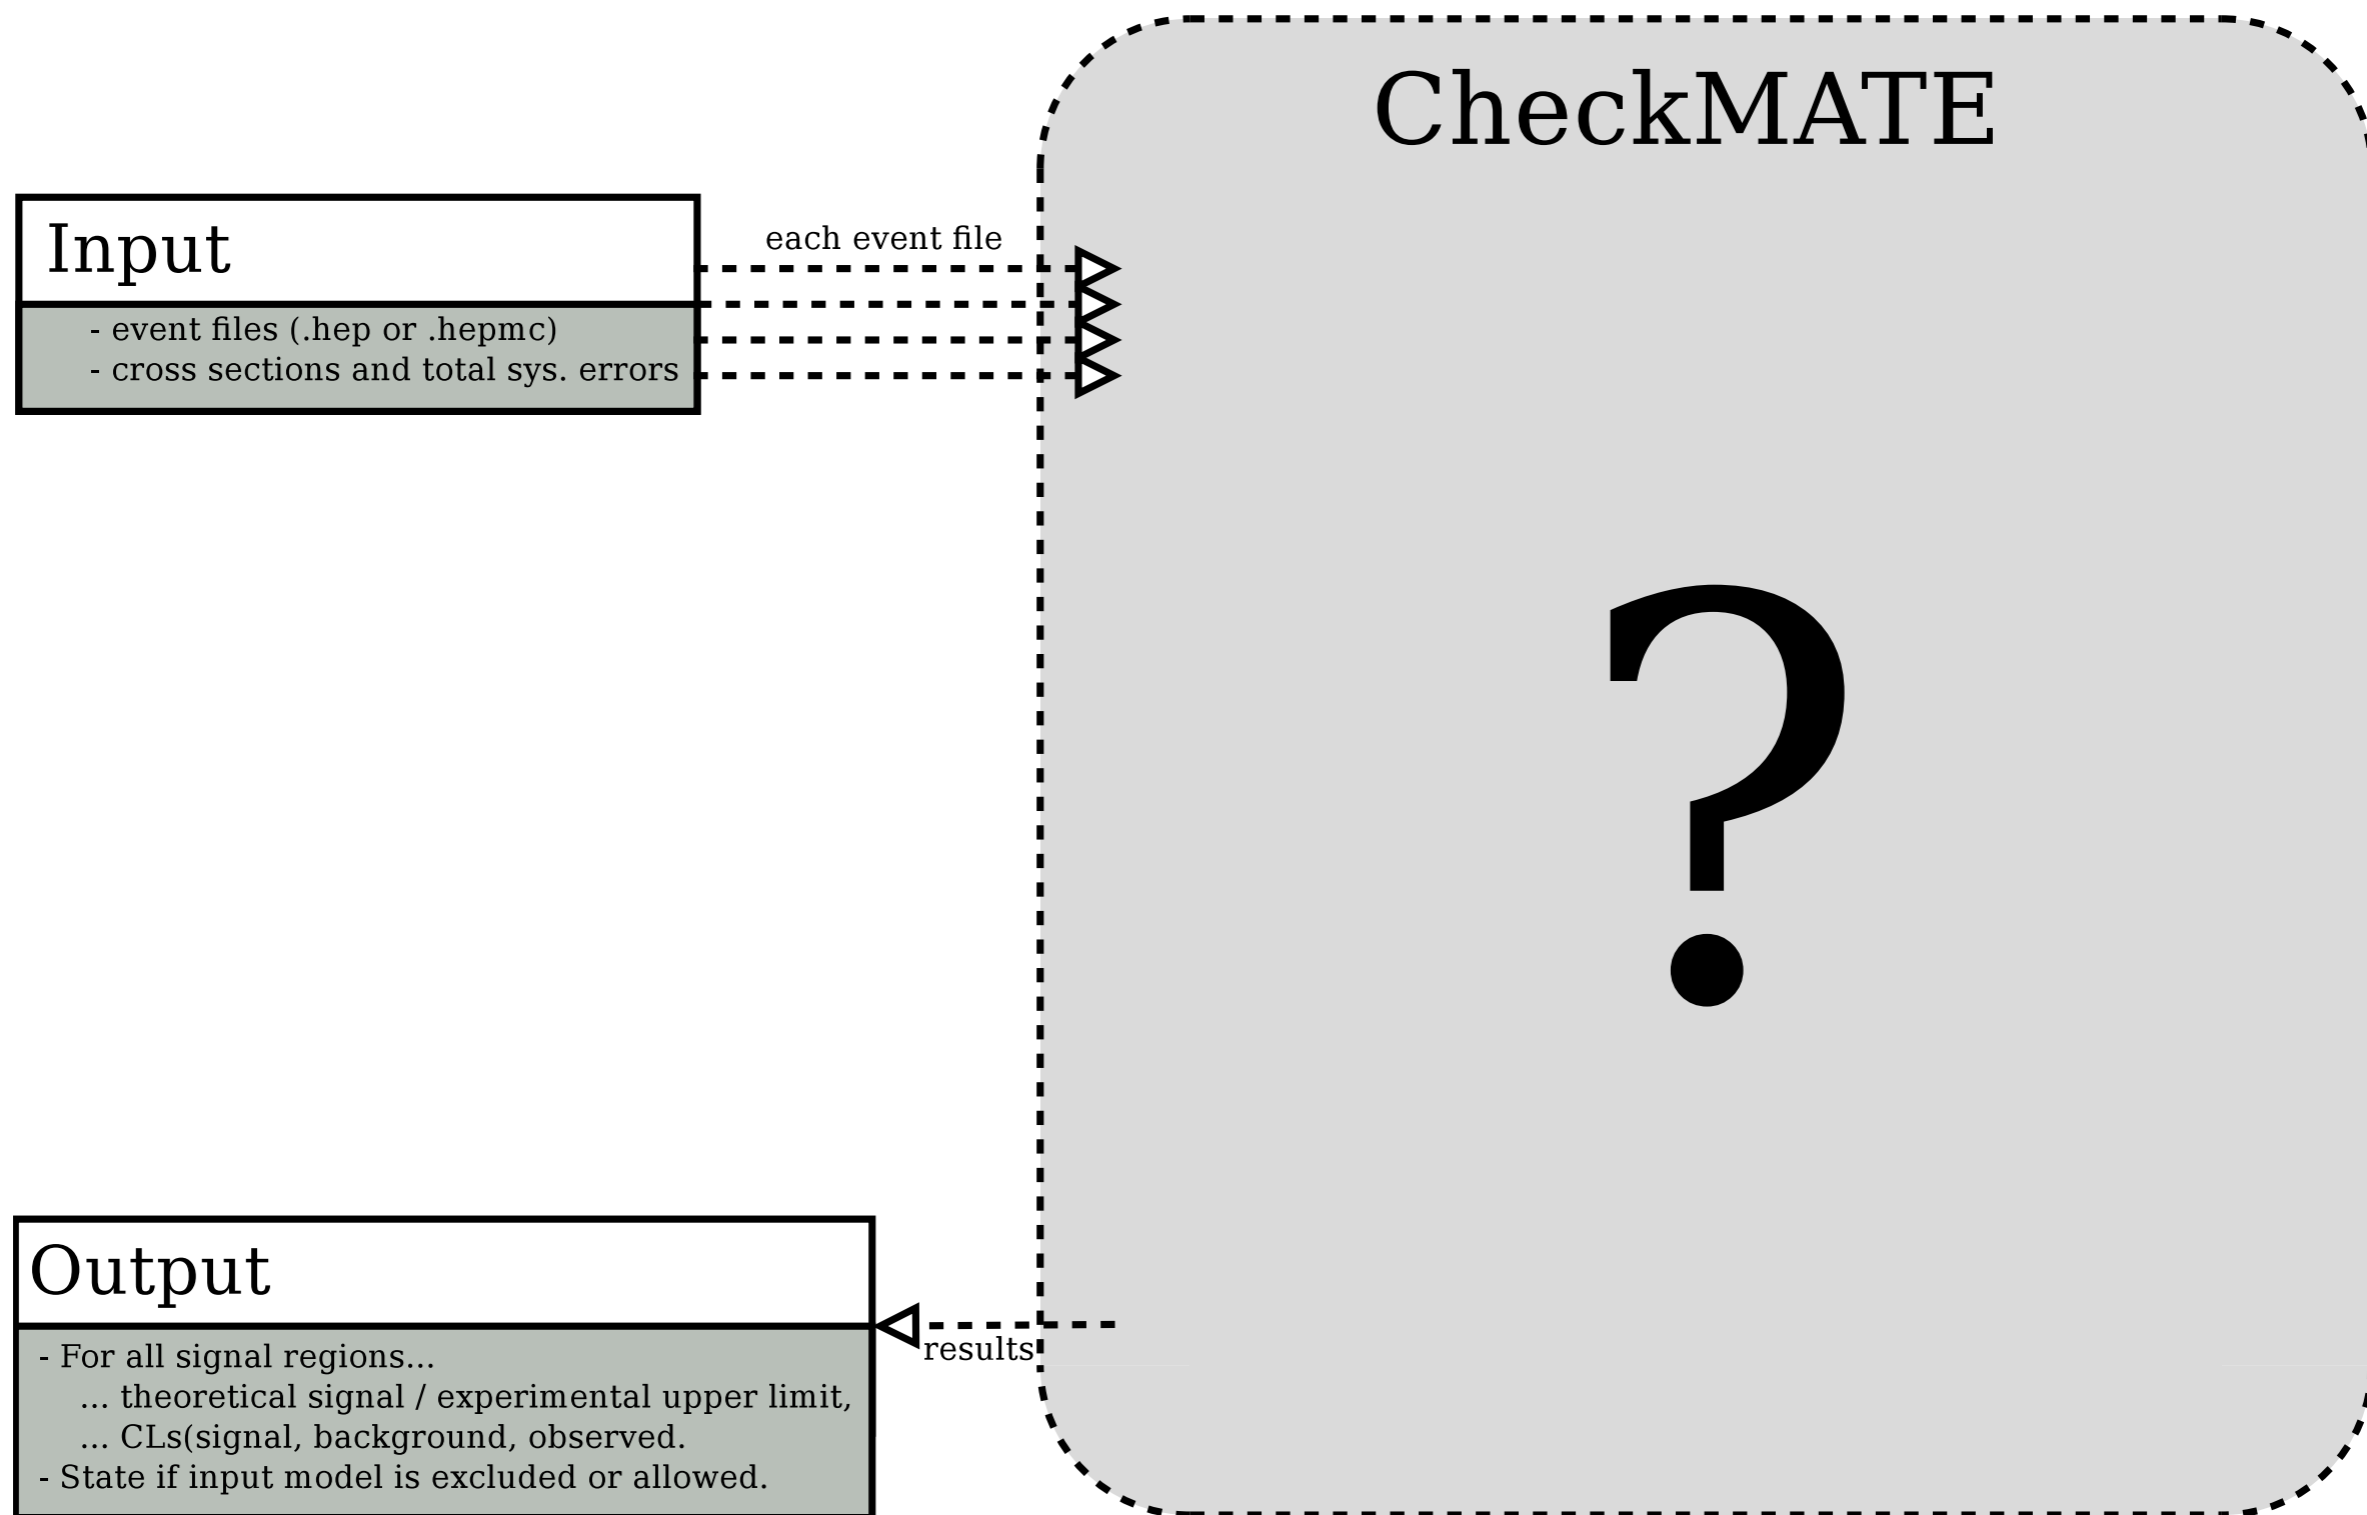 CheckMATE
Input
each event file
- event files (.hep or .hepmc)
- cross sections and total sys. errors
?
Output
results
- For all signal regions...
... theoretical signal / experimental upper limit,
... CLs(signal, background, observed.
- State if input model is excluded or allowed.